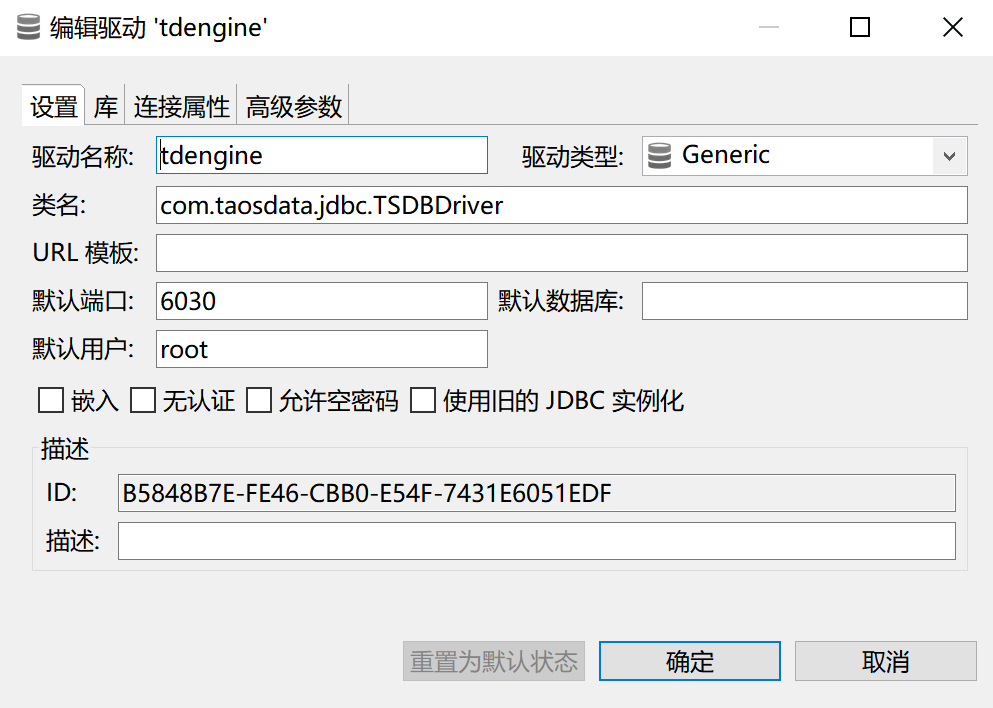 编辑驱动 'tdengine'
设置 库 连接属性 高级参数
驱动名称: tdengine 驱动类型: Generic
类名: com.taosdata.jdbc.TSDBDriver
URL 模板:
默认端口: 6030 默认数据库:
默认用户: root
嵌入 无认证 允许空密码 使用旧的 JDBC 实例化
描述
ID: B5848B7E-FE46-CBB0-E54F-7431E6051EDF
描述:
重置为默认状态 确定 取消